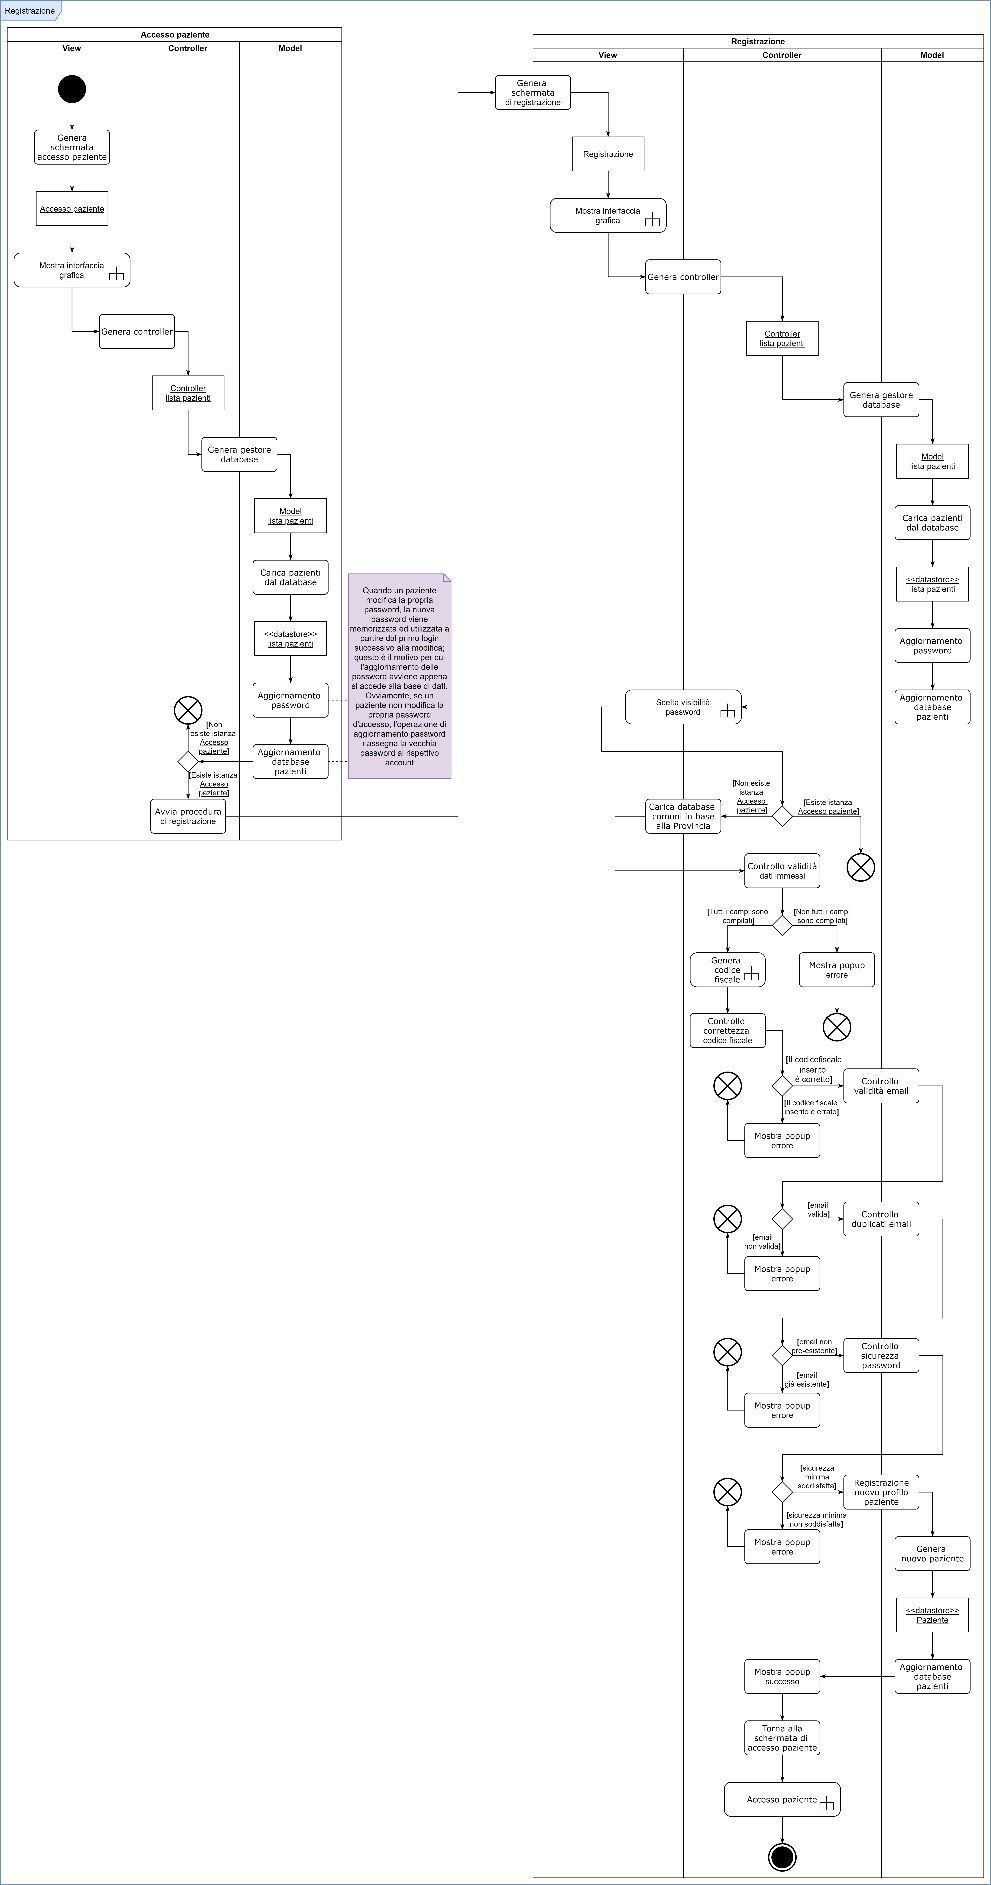 Registrazione
Accesso paziente
View
Controller
Model
Genera
schermata
accesso paziente
Accesso paziente
Mostra interfaccia
grafica
Genera controller
Controller
lista pazienti
Genera gestore
database
Model
lista pazienti
Carica pazienti
dal database
<<datastore>>
lista pazienti
Aggiornamento
password
Aggiornamento
database
pazienti
[Non
esiste istanza
Accesso
paziente]
[Esiste istanza
Accesso
paziente]
Avvia procedura
di registrazione
Quando un paziente
modifica la propria
password, la nuova
password viene
memorizzata ed utilizzata a
partire dal primo login
successivo alla modifica;
questo è il motivo per cui
l'aggiornamento delle
password avviene appena
si accede alla base di dati.
Ovviamente, se un
paziente non modifica la
propria password
d'accesso, l'operazione di
aggiornamento password
riassegna la vecchia
password al rispettivo
account
Registrazione
View
Controller
Model
Genera
schermata
di registrazione
Registrazione
Mostra interfaccia
grafica
Genera controller
Controller
lista pazienti
Genera gestore
database
Model
lista pazienti
Carica pazienti
dal database
<<datastore>>
lista pazienti
Aggiornamento
password
Aggiornamento
database
pazienti
Scelta visibilità
password
[Non esiste
istanza
Accesso
paziente]
[Esiste istanza
Accesso paziente]
Carica database
comuni in base
alla Provincia
Controllo validità
dati immessi
[Tutti i campi sono
compilati]
[Non tutti i campi
sono compilati]
Genera
codice
fiscale
Mostra popup
errore
Controllo
correttezza
codice fiscale
[Il codicefiscale
inserito
è corretto]
Controllo
validità email
[Il codice fiscale
inserito è errato]
Mostra popup
errore
[email
valida]
Controllo
duplicati email
[email
non valida]
Mostra popup
errore
[email non
pre-esistente]
Controllo
sicurezza
password
[email
già esistente]
Mostra popup
errore
[sicurezza
minima
soddisfatta]
Registrazione
nuovo profilo
paziente
[sicurezza minima
non soddisfatta]
Mostra popup
errore
Genera
nuovo paziente
<<datastore>>
Paziente
Aggiornamento
database
pazienti
Mostra popup
successo
Torna alla
schermata di
accesso paziente
Accesso paziente